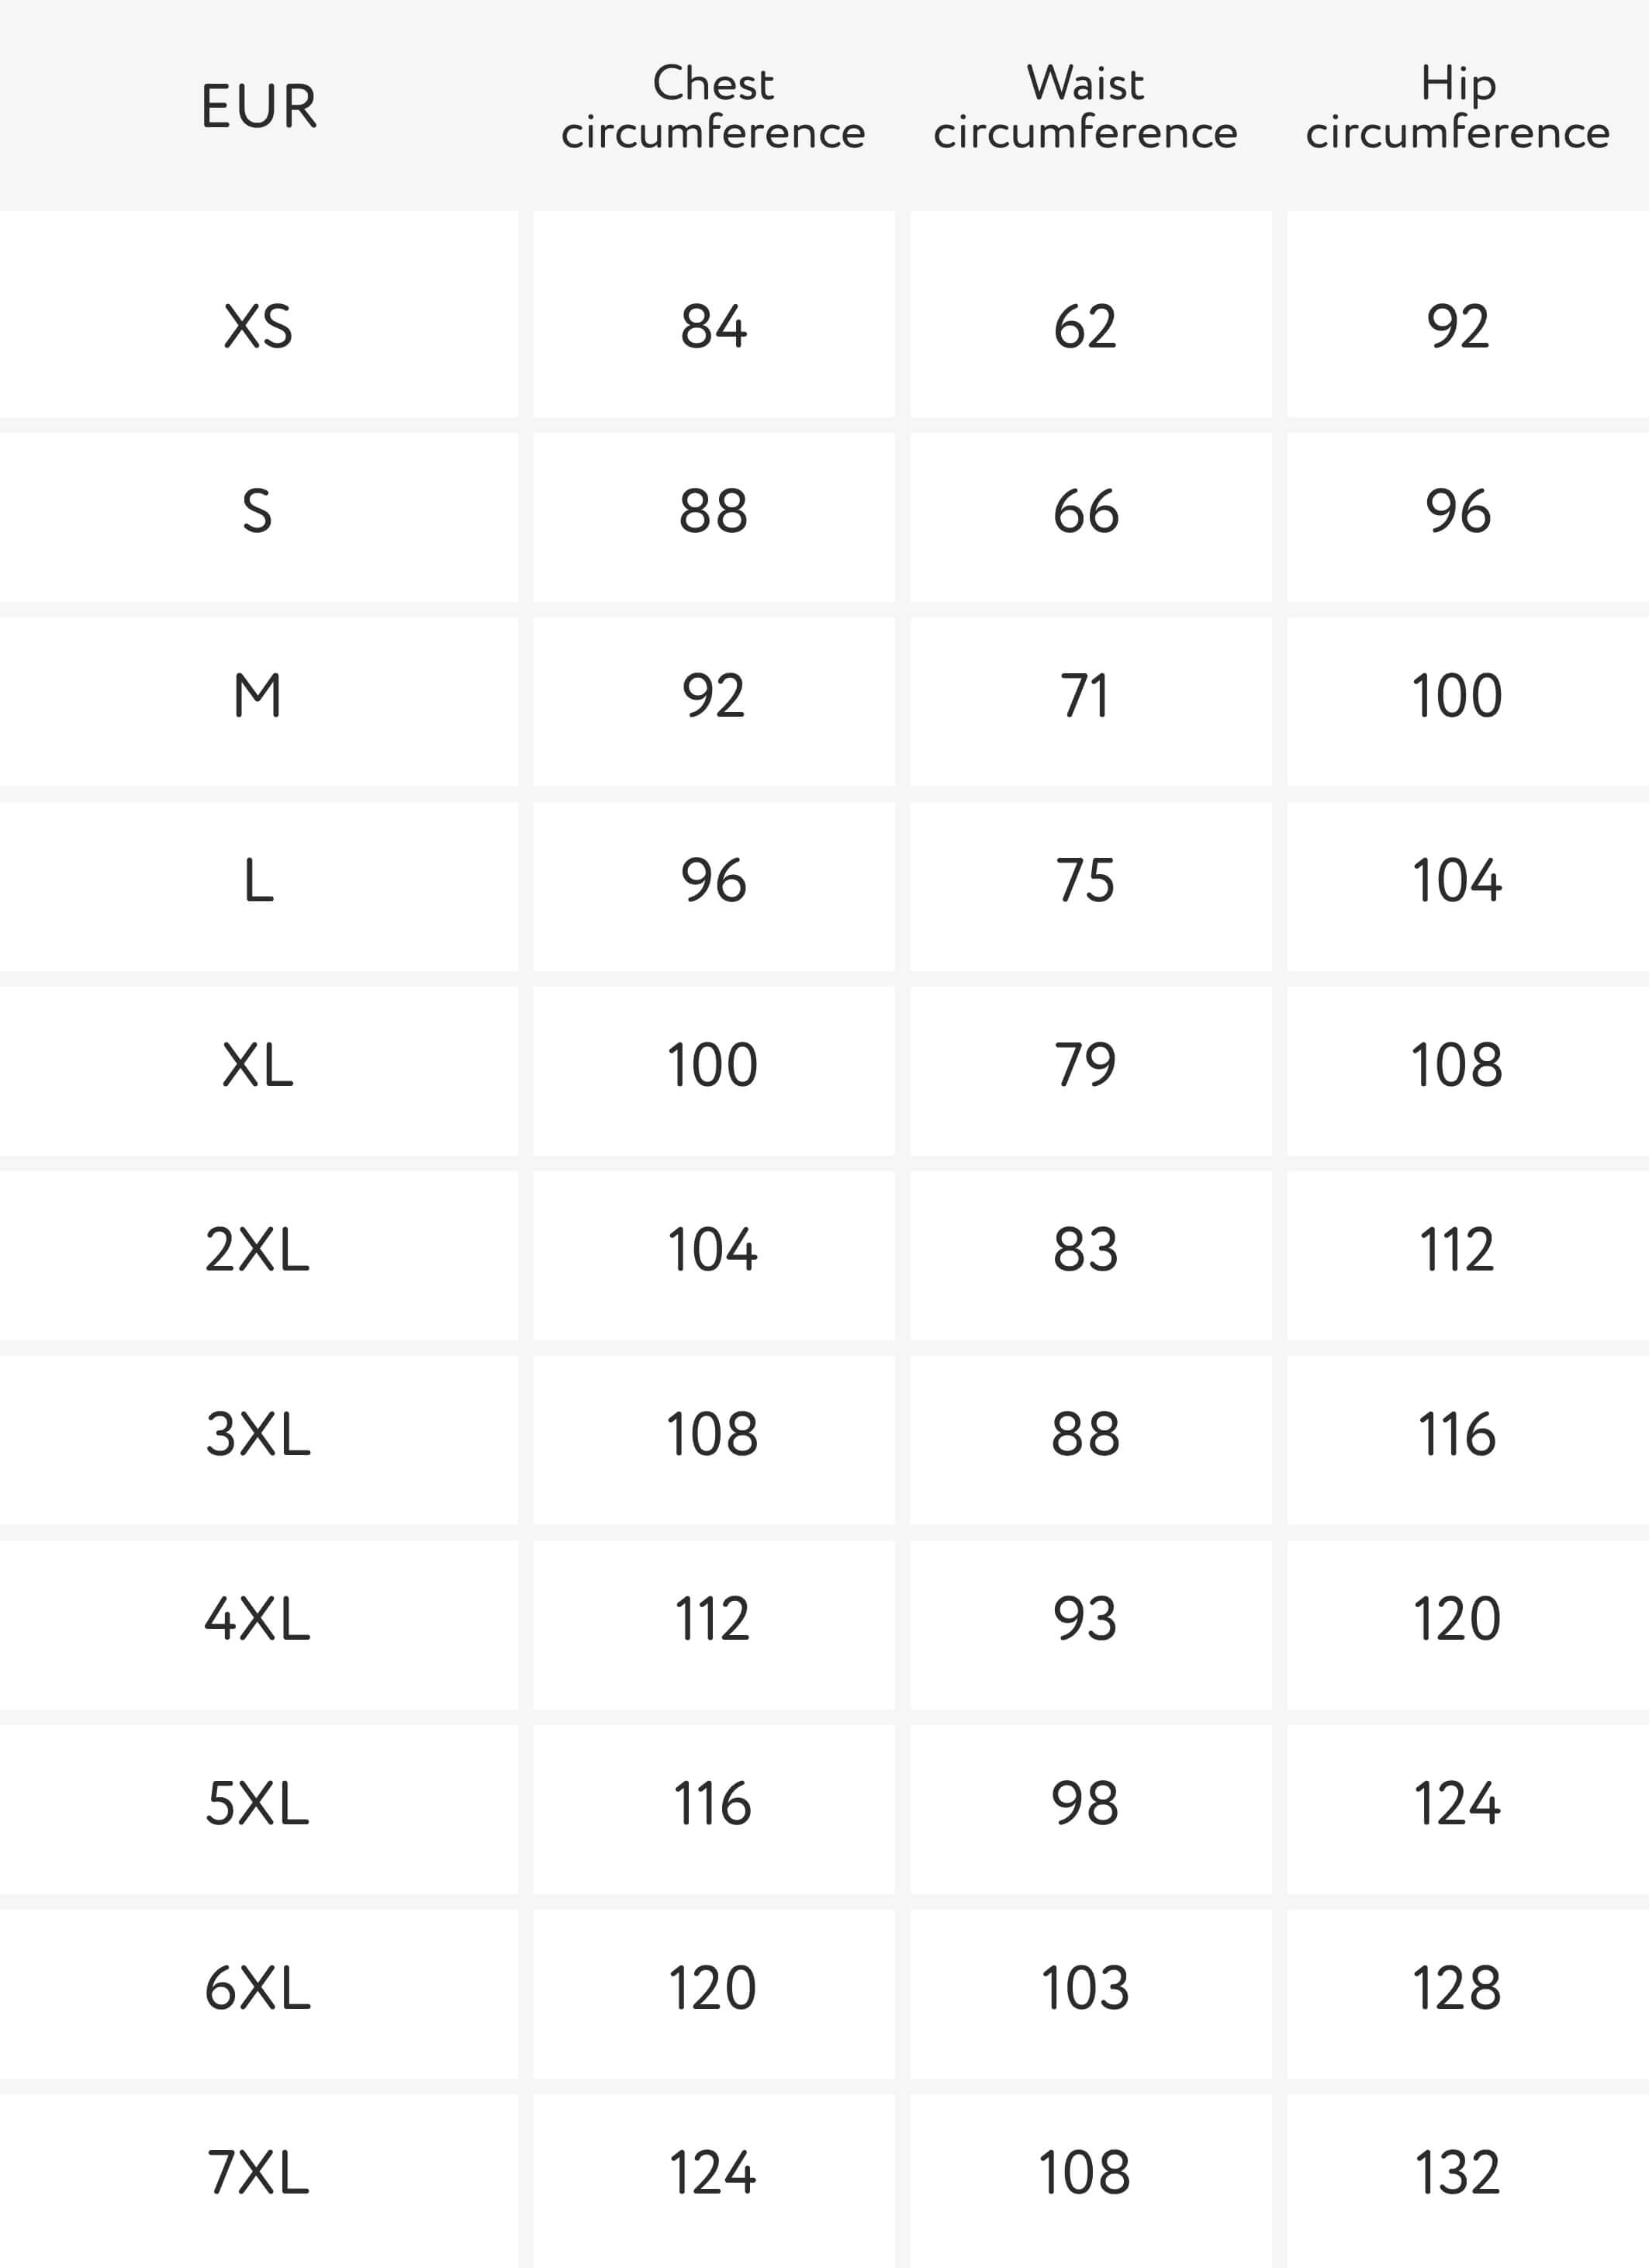 EUR Chest circumference Waist circumference Hip circumference
XS 84 62 92
S 88 66 96
M 92 71 100
L 96 75 104
XL 100 79 108
2XL 104 83 112
3XL 108 88 116
4XL 112 93 120
5XL 116 98 124
6XL 120 103 128
7XL 124 108 132